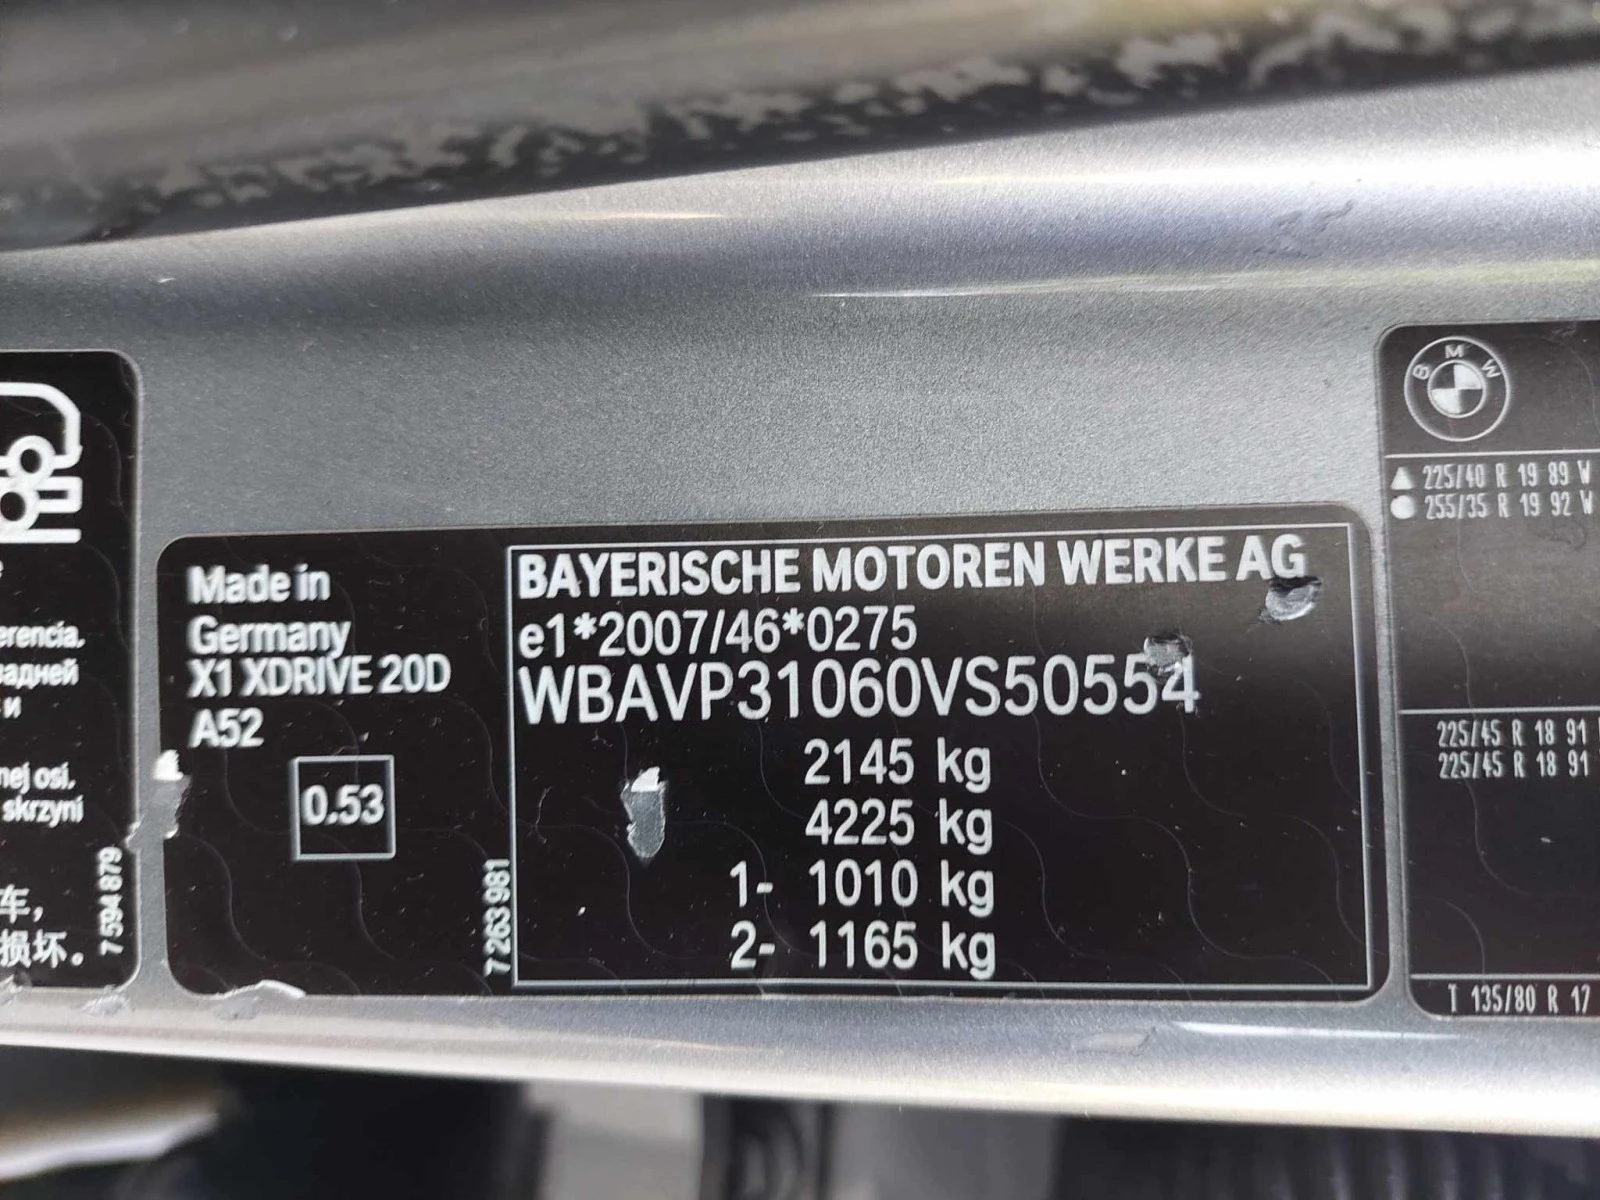 erencia.
задней
и
nej osi.
skrzyni
车，
损坏。
7 594 879
Made in
Germany
X1 XDRIVE 20D
A52
0.53
7 263 981
BAYERISCHE MOTOREN WERKE AG
e1*2007/46*0275
WBAVP31060VS50554
2145 kg
4225 kg
1- 1010 kg
2- 1165 kg
BMW
225/40 R 19 89 W
255/35 R 19 92 W
225/45 R 18 91
225/45 R 18 91
T 135/80 R 17